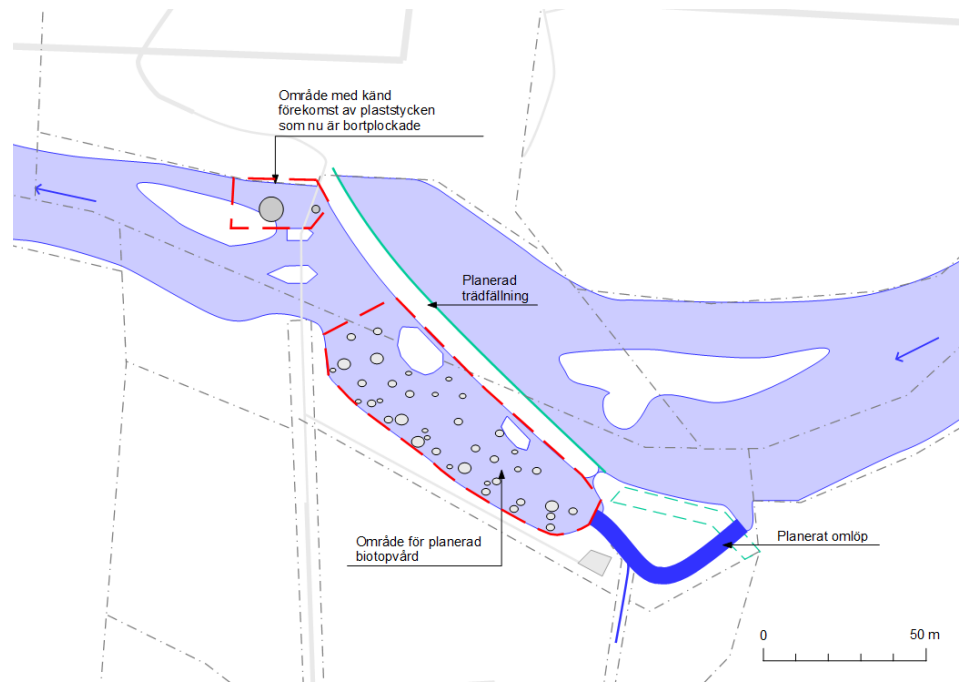 Område med känd
förekomst av plaststycken
som nu är bortplockade
Planerad
trädfällning
Område för planerad
biotopvård
Planerat omlöp
0
50 m